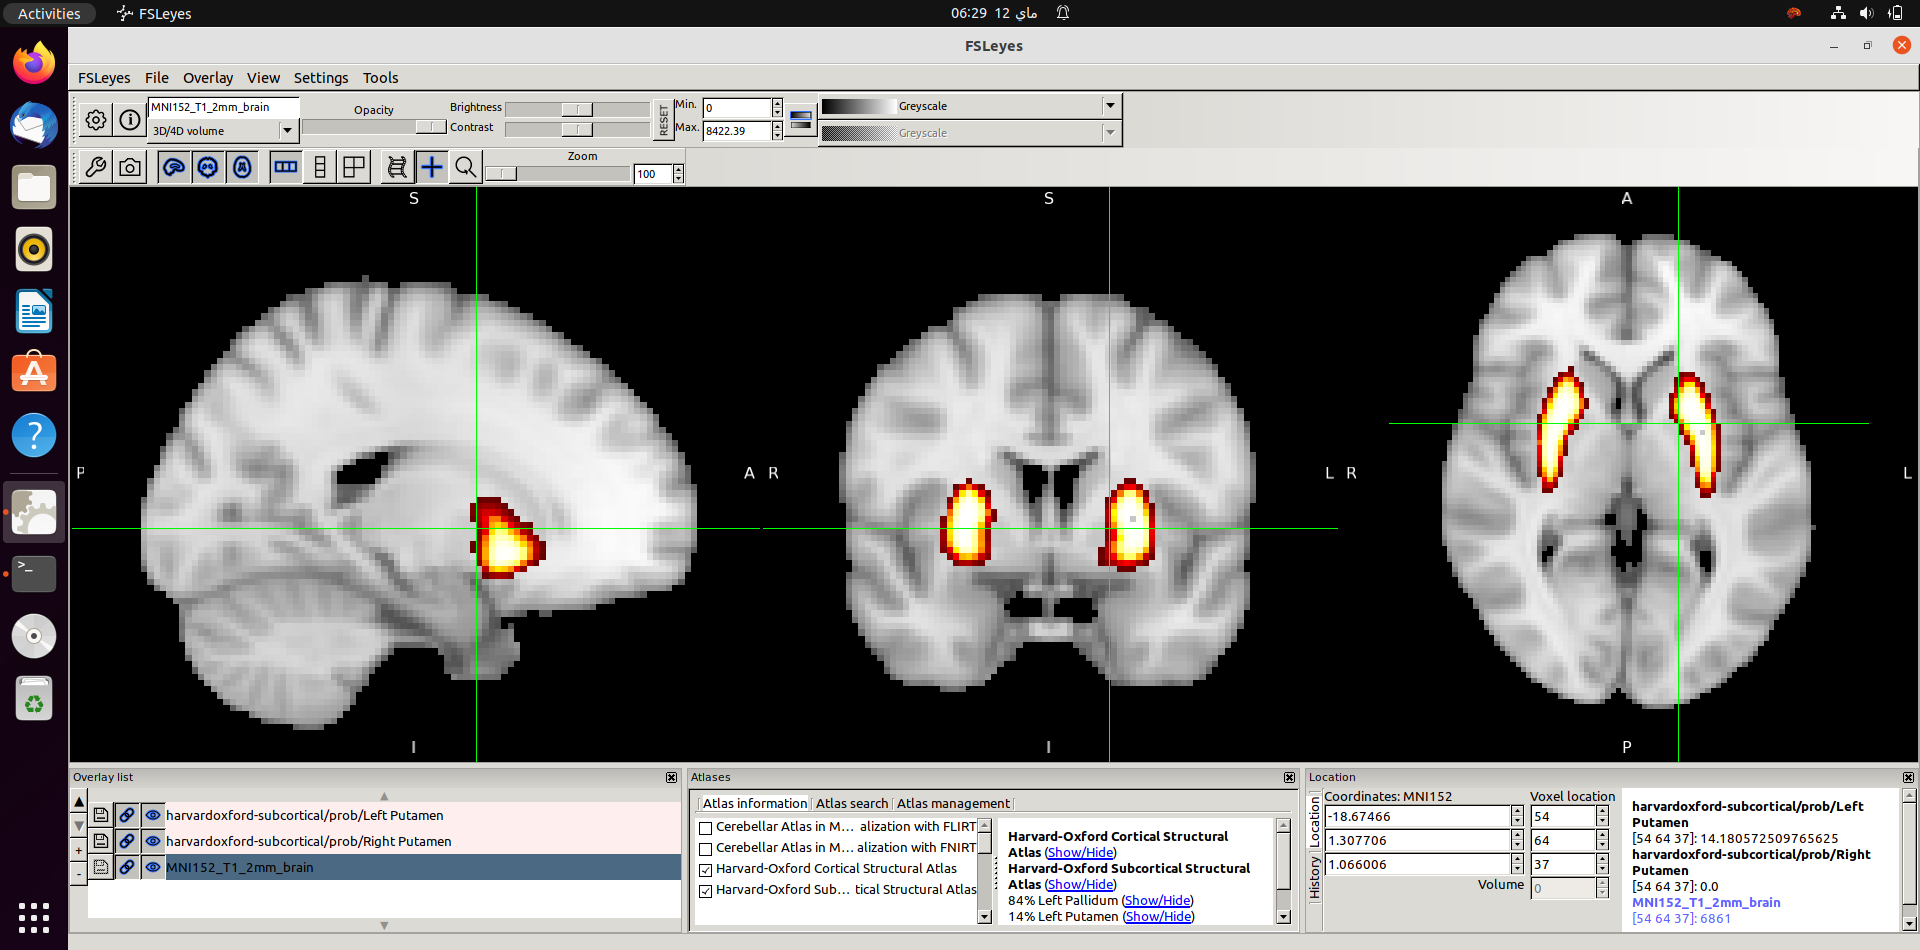 Activities
FSLeyes
06:29 12 ماي
FSLeyes
FSLeyes File Overlay View Settings Tools
MNI152_T1_2mm_brain
3D/4D volume
Opacity
Brightness
Contrast
RESET
Min.
0
Max.
8422.39
Greyscale
Greyscale
Zoom
100
S
P
A
I
S
R
L
I
A
R
L
P
Overlay list
harvardoxford-subcortical/prob/Left Putamen
harvardoxford-subcortical/prob/Right Putamen
MNI152_T1_2mm_brain
Atlases
Atlas information Atlas search Atlas management
Cerebellar Atlas in M... alization with FLIRT
Cerebellar Atlas in M... alization with FNIRT
Harvard-Oxford Cortical Structural Atlas
Harvard-Oxford Sub... tical Structural Atlas
Harvard-Oxford Cortical Structural
Atlas (Show/Hide)
Harvard-Oxford Subcortical Structural
Atlas (Show/Hide)
84% Left Pallidum (Show/Hide)
14% Left Putamen (Show/Hide)
Location
Location
History
Coordinates: MNI152 Voxel location
-18.67466 54
1.307706 64
1.066006 37
Volume 0
harvardoxford-subcortical/prob/Left
Putamen
[54 64 37]: 14.180572509765625
harvardoxford-subcortical/prob/Right
Putamen
[54 64 37]: 0.0
MNI152_T1_2mm_brain
[54 64 37]: 6861